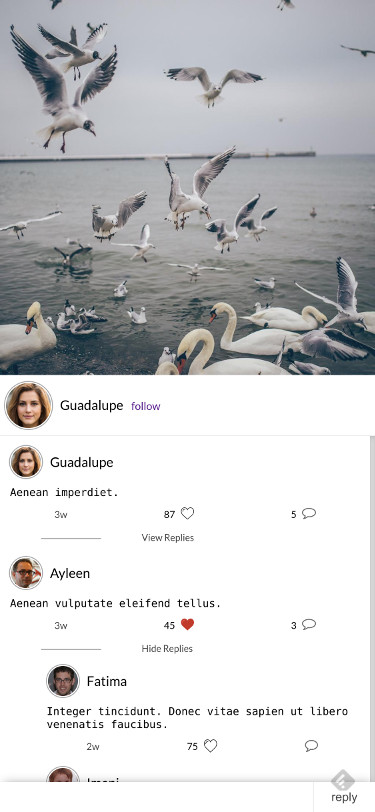 Guadalupe follow
Guadalupe
Aenean imperdiet.
3w 87 5
View Replies
Ayleen
Aenean vulputate eleifend tellus.
3w 45 3
Hide Replies
Fatima
Integer tincidunt. Donec vitae sapien ut libero
venenatis faucibus.
2w 75
reply